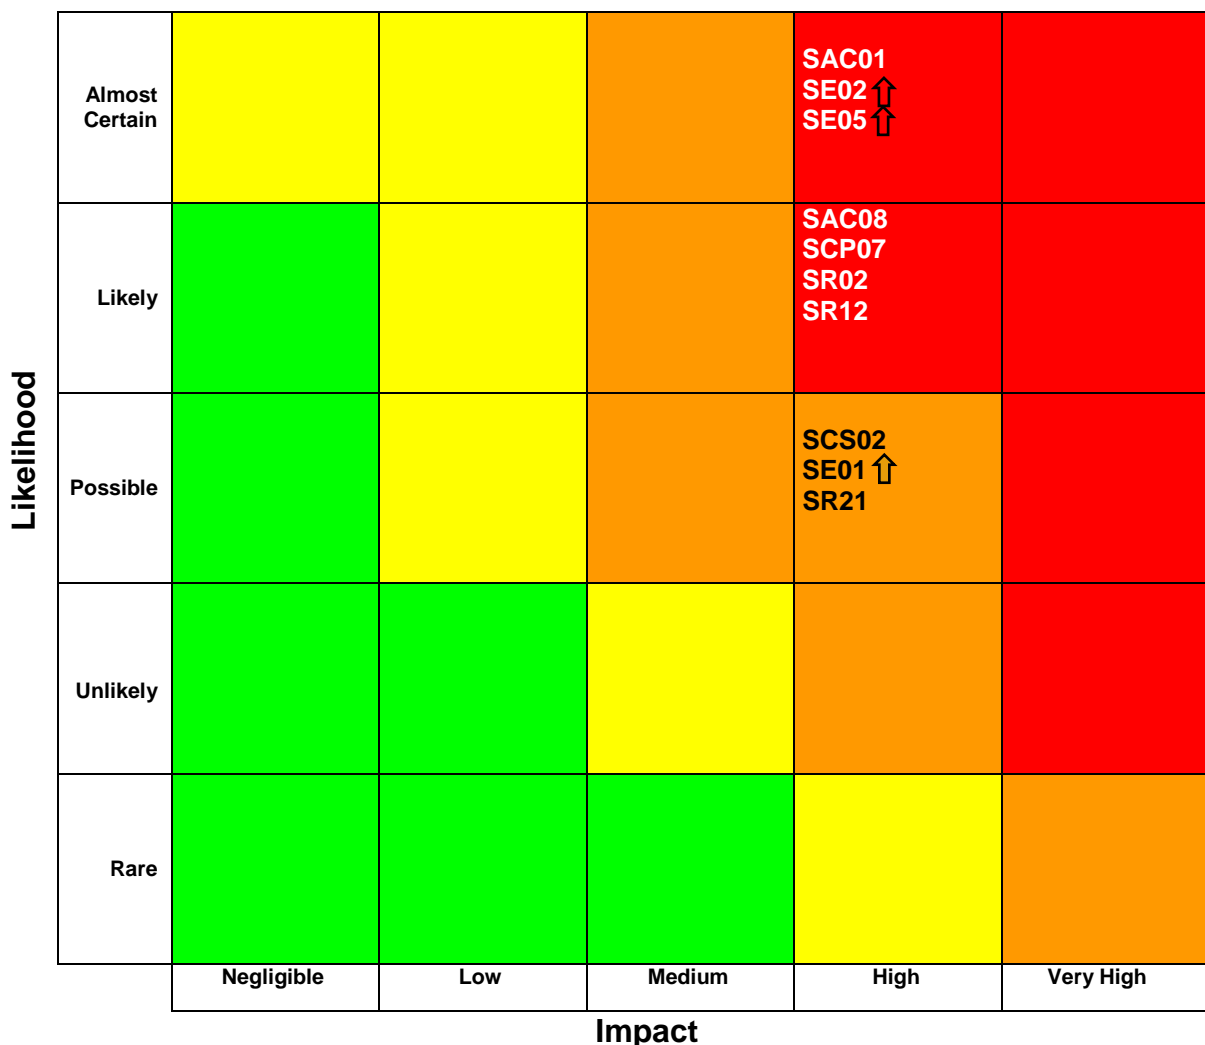 Likelihood
Almost
Certain
SAC01
SE02
SE05
Likely
SAC08
SCP07
SR02
SR12
Possible
SCS02
SE01
SR21
Unlikely
Rare
Negligible
Low
Medium
High
Very High
Impact